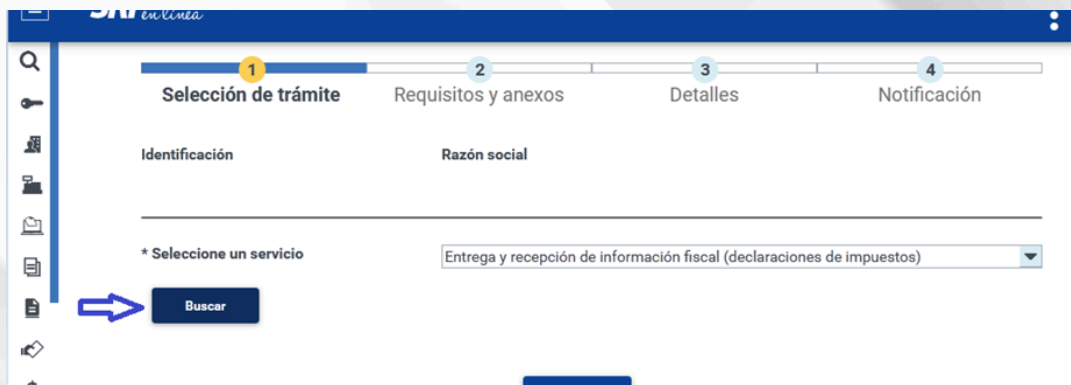 SRI en línea
1 2 3 4
Selección de trámite Requisitos y anexos Detalles Notificación
Identificación Razón social
* Seleccione un servicio Entrega y recepción de información fiscal (declaraciones de impuestos)
Buscar